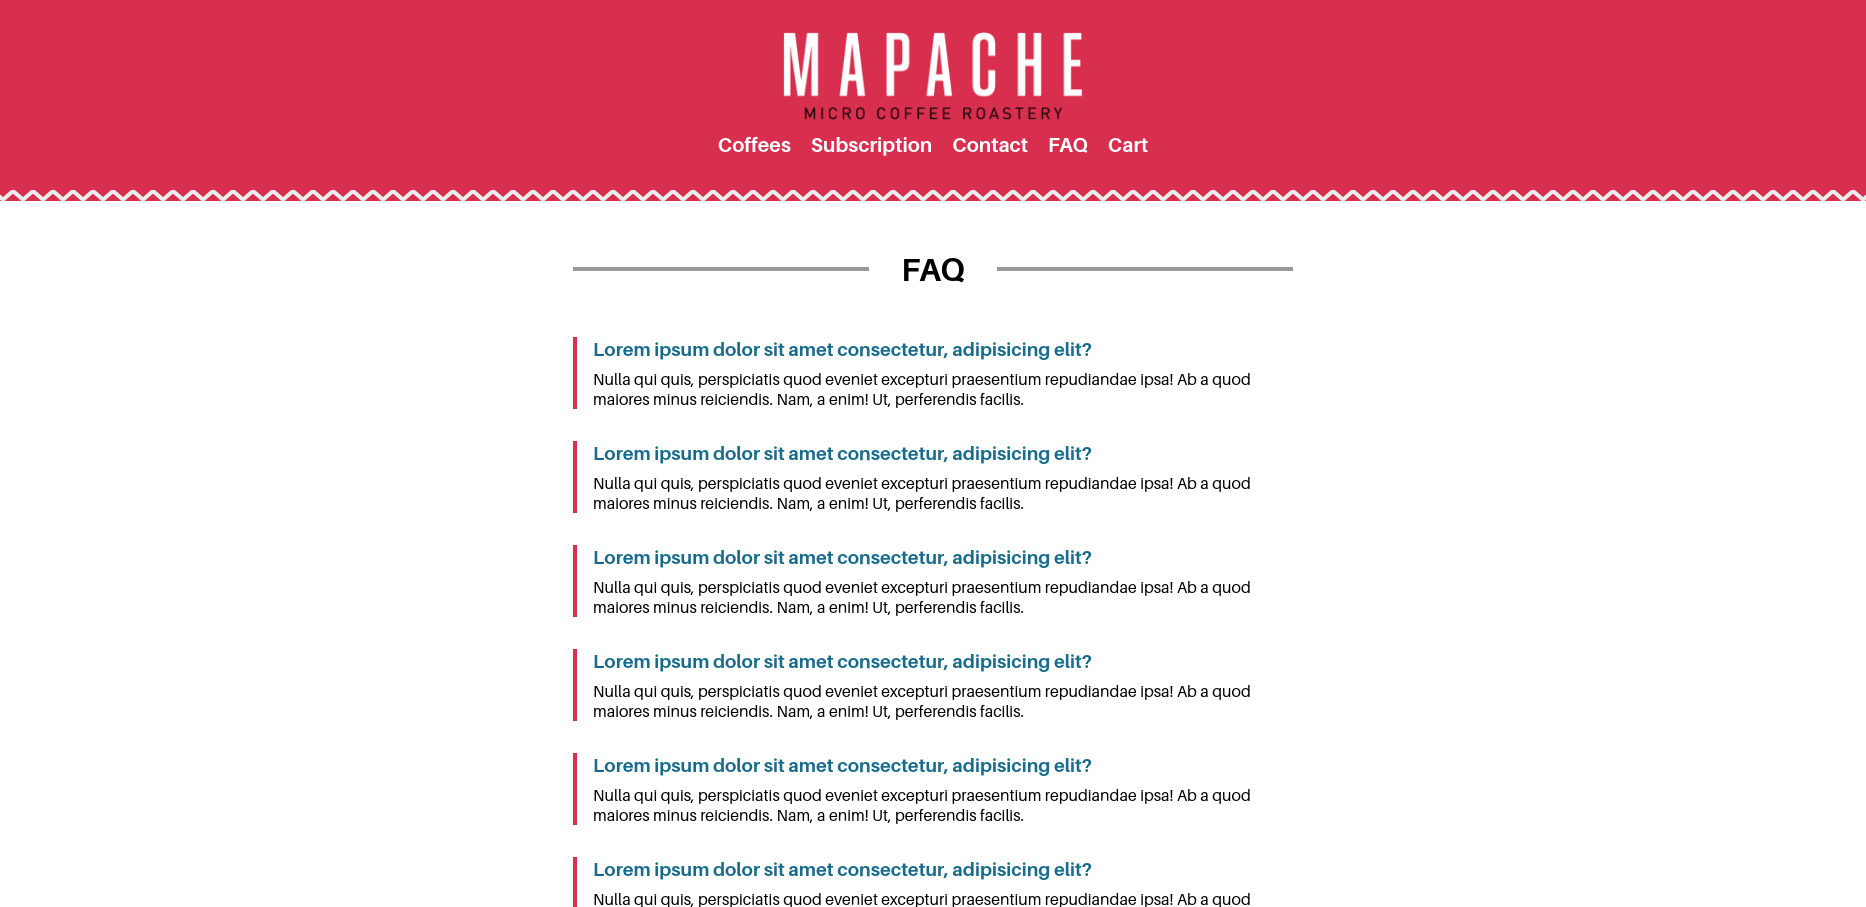 MAPACHE
MICRO COFFEE ROASTERY
Coffees Subscription Contact FAQ Cart
FAQ
Lorem ipsum dolor sit amet consectetur, adipisicing elit?
Nulla qui quis, perspiciatis quod eveniet excepturi praesentium repudiandae ipsa! Ab a quod
maiores minus reiciendis. Nam, a enim! Ut, perferendis facilis.
Lorem ipsum dolor sit amet consectetur, adipisicing elit?
Nulla qui quis, perspiciatis quod eveniet excepturi praesentium repudiandae ipsa! Ab a quod
maiores minus reiciendis. Nam, a enim! Ut, perferendis facilis.
Lorem ipsum dolor sit amet consectetur, adipisicing elit?
Nulla qui quis, perspiciatis quod eveniet excepturi praesentium repudiandae ipsa! Ab a quod
maiores minus reiciendis. Nam, a enim! Ut, perferendis facilis.
Lorem ipsum dolor sit amet consectetur, adipisicing elit?
Nulla qui quis, perspiciatis quod eveniet excepturi praesentium repudiandae ipsa! Ab a quod
maiores minus reiciendis. Nam, a enim! Ut, perferendis facilis.
Lorem ipsum dolor sit amet consectetur, adipisicing elit?
Nulla qui quis, perspiciatis quod eveniet excepturi praesentium repudiandae ipsa! Ab a quod
maiores minus reiciendis. Nam, a enim! Ut, perferendis facilis.
Lorem ipsum dolor sit amet consectetur, adipisicing elit?
Nulla qui quis, perspiciatis quod eveniet excepturi praesentium repudiandae ipsa! Ab a quod